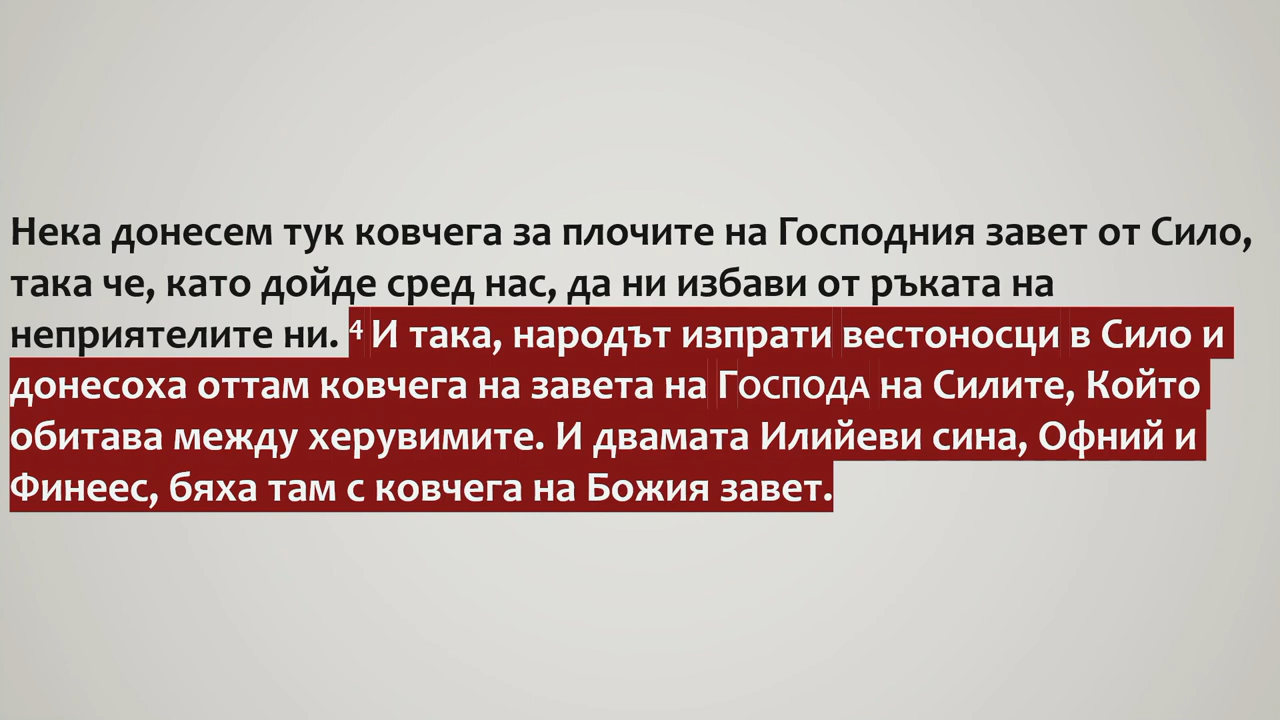 Нека донесем тук ковчега за плочите на Господния завет от Сило,
така че, като дойде сред нас, да ни избави от ръката на
неприятелите ни. ⁴ И така, народът изпрати вестоносци в Сило и
донесоха оттам ковчега на завета на Господа на Силите, Който
обитава между херувимите. И двамата Илийеви сина, Офний и
Финеес, бяха там с ковчега на Божия завет.